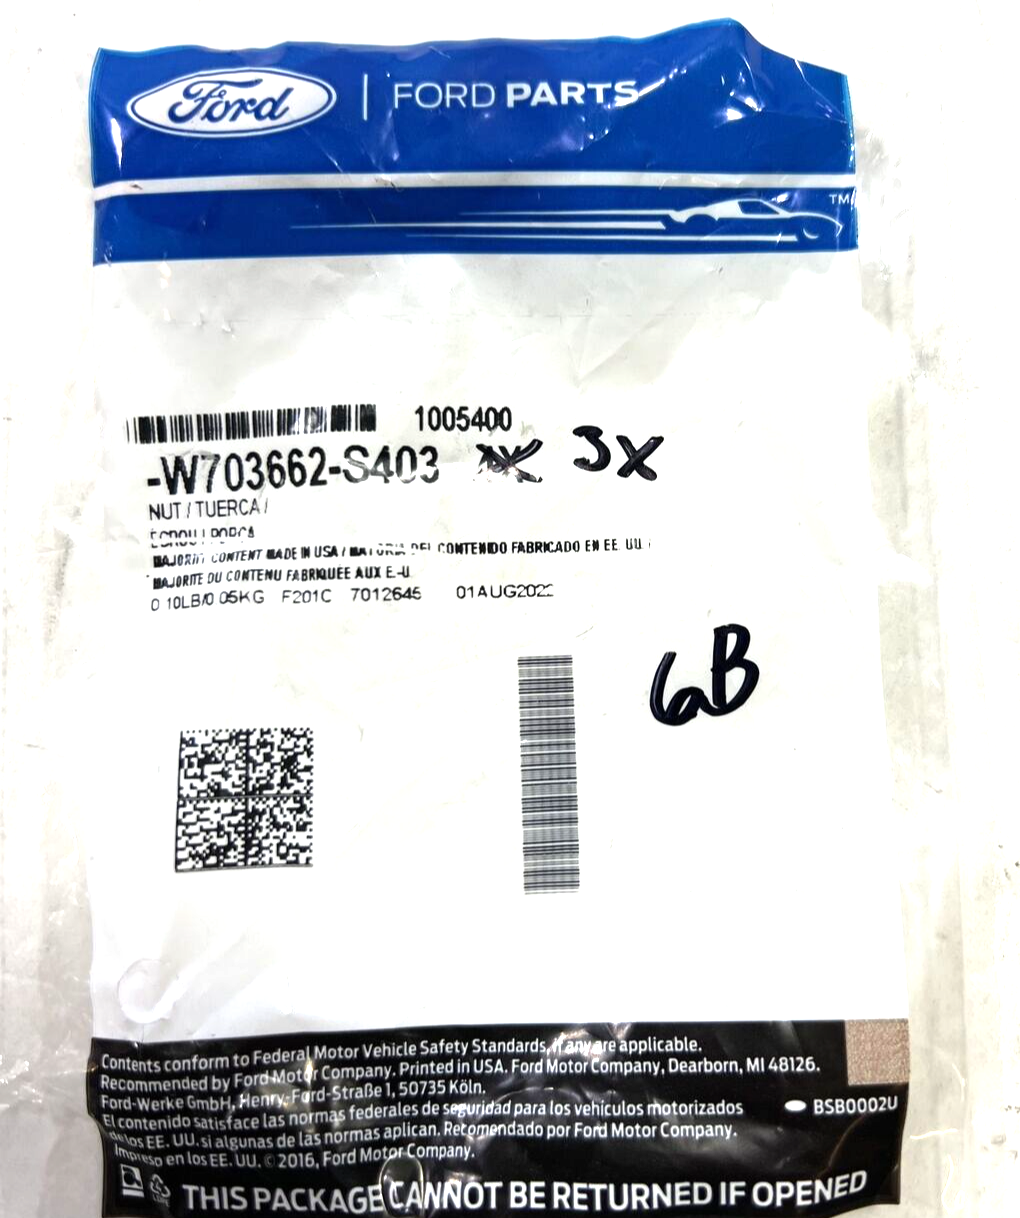 Ford | FORD PARTS
TM
1005400
-W703662-S403 3X
NUT / TUERCA /
ECROU / PORCA
MAJORITY CONTENT MADE IN USA / MAYORIA DEL CONTENIDO FABRICADO EN EE. UU. /
MAJORITE DU CONTENU FABRIQUEE AUX E.-U.
0.10LB/0.05KG F201C 7012645 01AUG2022
6B
Contents conform to Federal Motor Vehicle Safety Standards, if any are applicable.
Recommended by Ford Motor Company. Printed in USA. Ford Motor Company, Dearborn, MI 48126.
Ford-Werke GmbH, Henry-Ford-Straße 1, 50735 Köln.
El contenido satisface las normas federales de seguridad para los vehículos motorizados
de los EE. UU. si algunas de las normas aplican. Recomendado por Ford Motor Company.
Impreso en los EE. UU. © 2016, Ford Motor Company.
BSB0002U
THIS PACKAGE CANNOT BE RETURNED IF OPENED